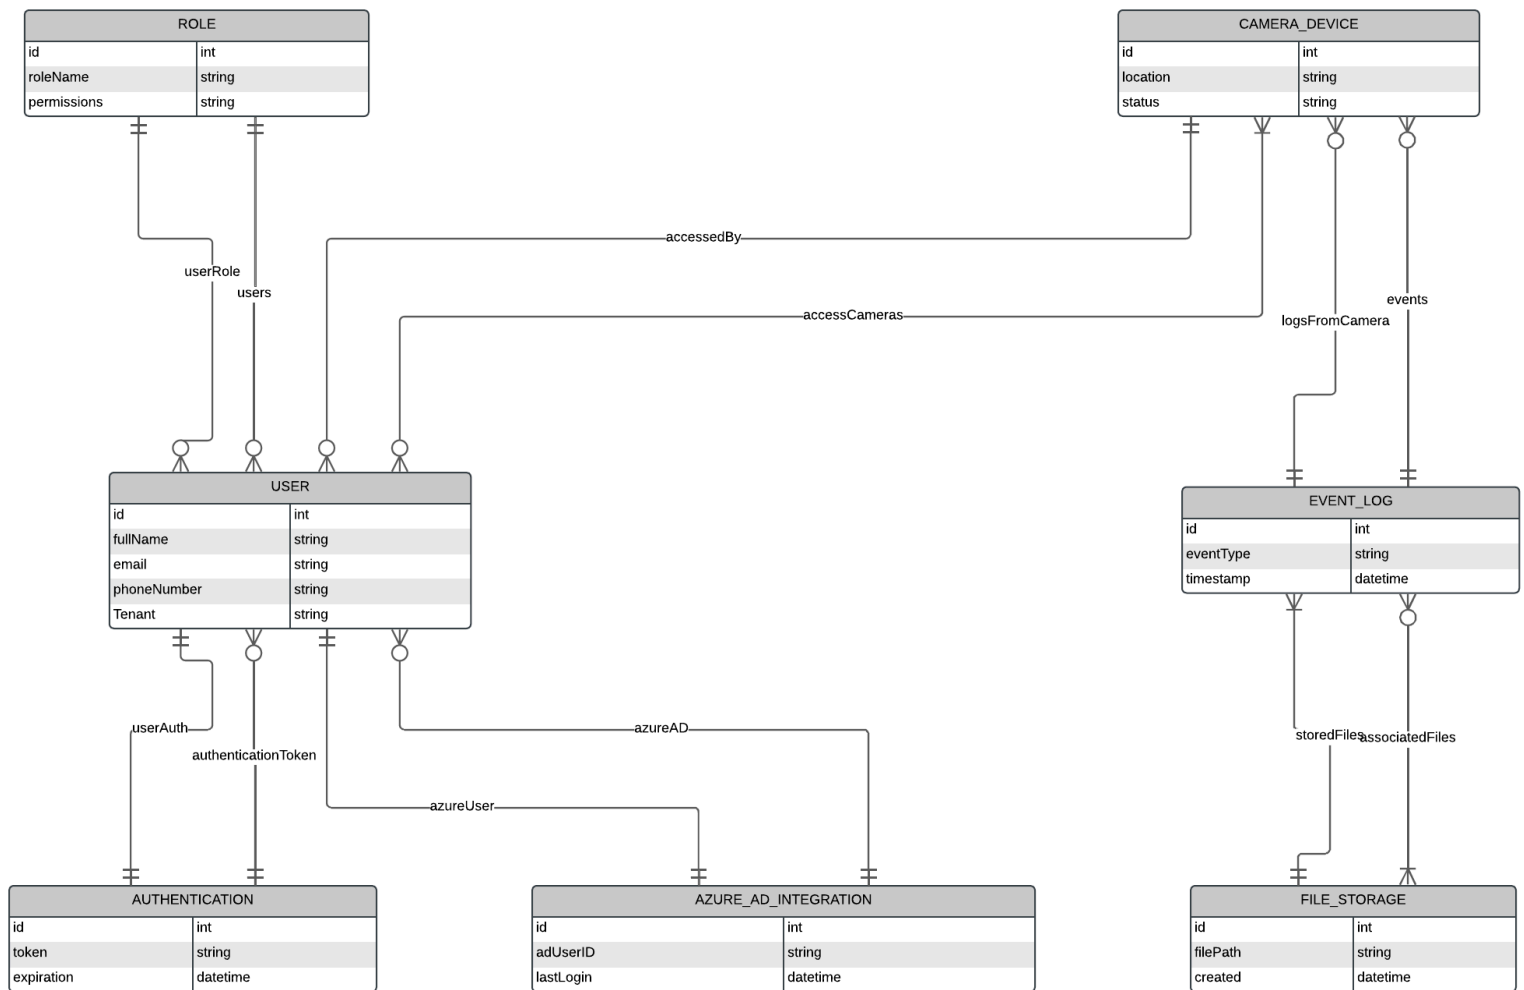 ROLE
id int
roleName string
permissions string
CAMERA_DEVICE
id int
location string
status string
accessedBy
userRole
users
accessCameras
events
logsFromCamera
USER
id int
fullName string
email string
phoneNumber string
Tenant string
EVENT_LOG
id int
eventType string
timestamp datetime
userAuth
authenticationToken
azureAD
azureUser
storedFiles
associatedFiles
AUTHENTICATION
id int
token string
expiration datetime
AZURE_AD_INTEGRATION
id int
adUserID string
lastLogin datetime
FILE_STORAGE
id int
filePath string
created datetime